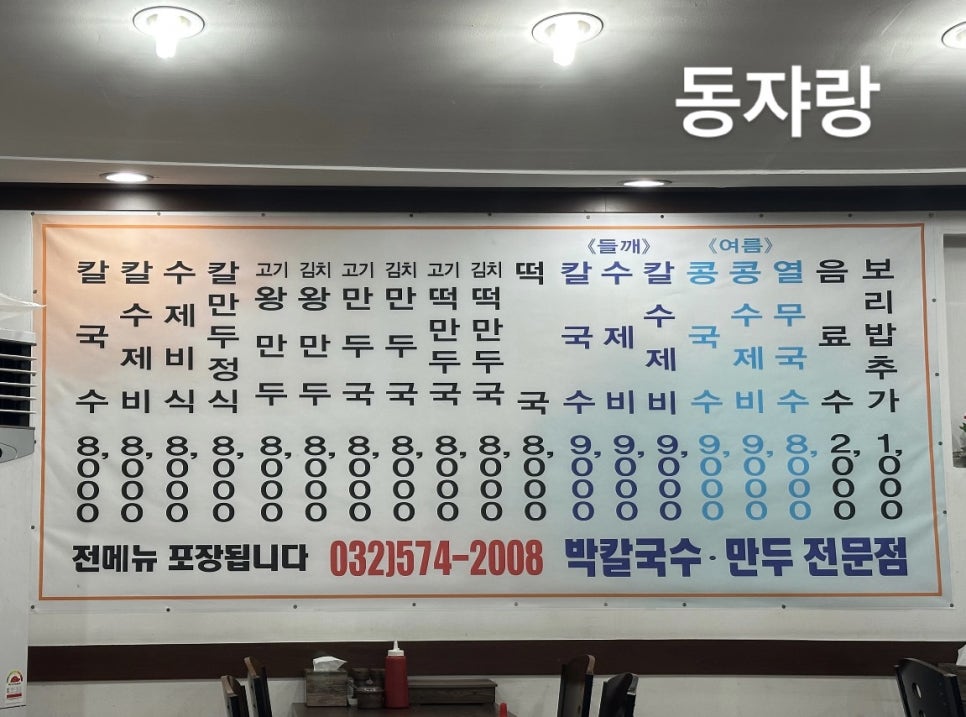 동쟈랑
칼국수 8,000
칼수제비 8,000
수제비식 8,000
칼만두정식 8,000
고기왕만두 8,000
김치왕만두 8,000
고기만두국 8,000
김치만두국 8,000
고기떡만두국 8,000
김치떡만두국 8,000
떡국 8,000
《들깨》
칼국수 9,000
수제비 9,000
칼수제비 9,000
《여름》
콩국수 9,000
콩수제비 9,000
열무국수 8,000
음료수 2,000
보리밥추가 1,000
전메뉴 포장됩니다 032)574-2008 박칼국수·만두 전문점